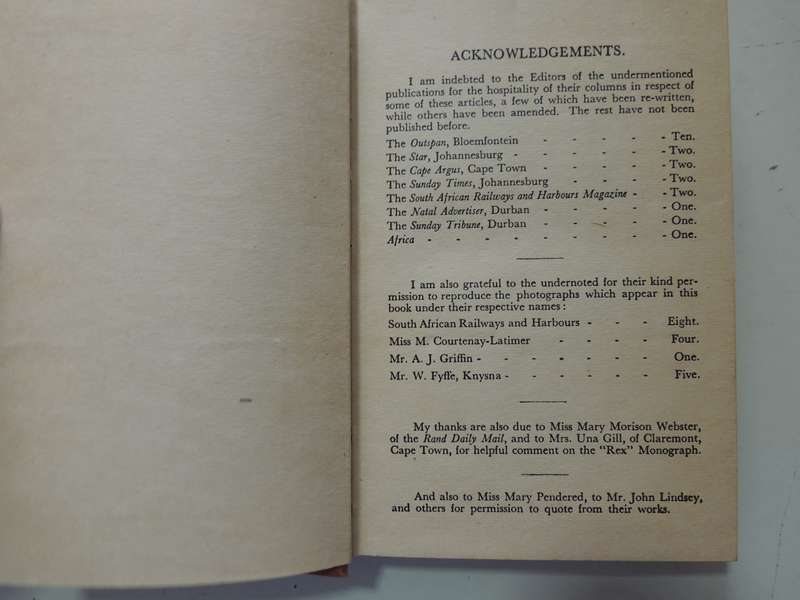 ACKNOWLEDGEMENTS.
I am indebted to the Editors of the undermentioned
publications for the hospitality of their columns in respect of
some of these articles, a few of which have been re-written,
while others have been amended. The rest have not been
published before.
The Outspan, Bloemfontein - - - - - Ten.
The Star, Johannesburg - - - - - - Two.
The Cape Argus, Cape Town - - - - - Two.
The Sunday Times, Johannesburg - - - - Two.
The South African Railways and Harbours Magazine - - Two.
The Natal Advertiser, Durban - - - - - One.
The Sunday Tribune, Durban - - - - - One.
Africa - - - - - - - - - One.
I am also grateful to the undernoted for their kind per-
mission to reproduce the photographs which appear in this
book under their respective names:
South African Railways and Harbours - - - Eight.
Miss M. Courtenay-Latimer - - - - Four.
Mr. A. J. Griffin - - - - - - - One.
Mr. W. Fyffe, Knysna - - - - - - Five.
My thanks are also due to Miss Mary Morison Webster,
of the Rand Daily Mail, and to Mrs. Una Gill, of Claremont,
Cape Town, for helpful comment on the "Rex" Monograph.
And also to Miss Mary Pendered, to Mr. John Lindsey,
and others for permission to quote from their works.